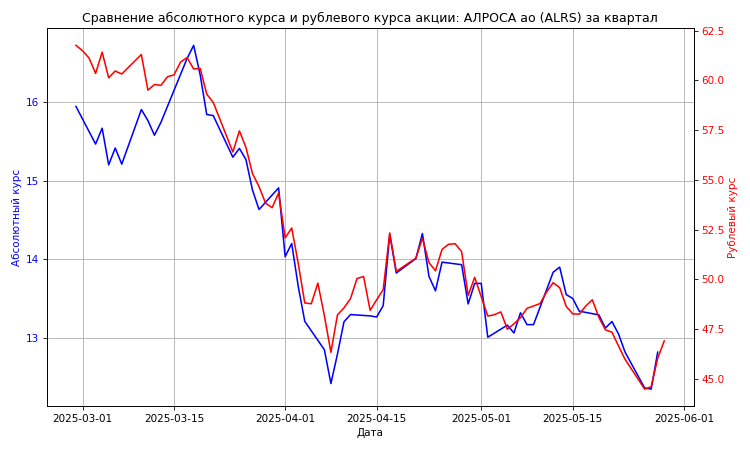 Сравнение абсолютного курса и рублевого курса акции: АЛРОСА ао (ALRS) за квартал
Абсолютный курс
16
15
14
13
62.5
60.0
57.5
55.0
52.5
50.0
47.5
45.0
Рублевый курс
2025-03-01 2025-03-15 2025-04-01 2025-04-15 2025-05-01 2025-05-15 2025-06-01
Дата